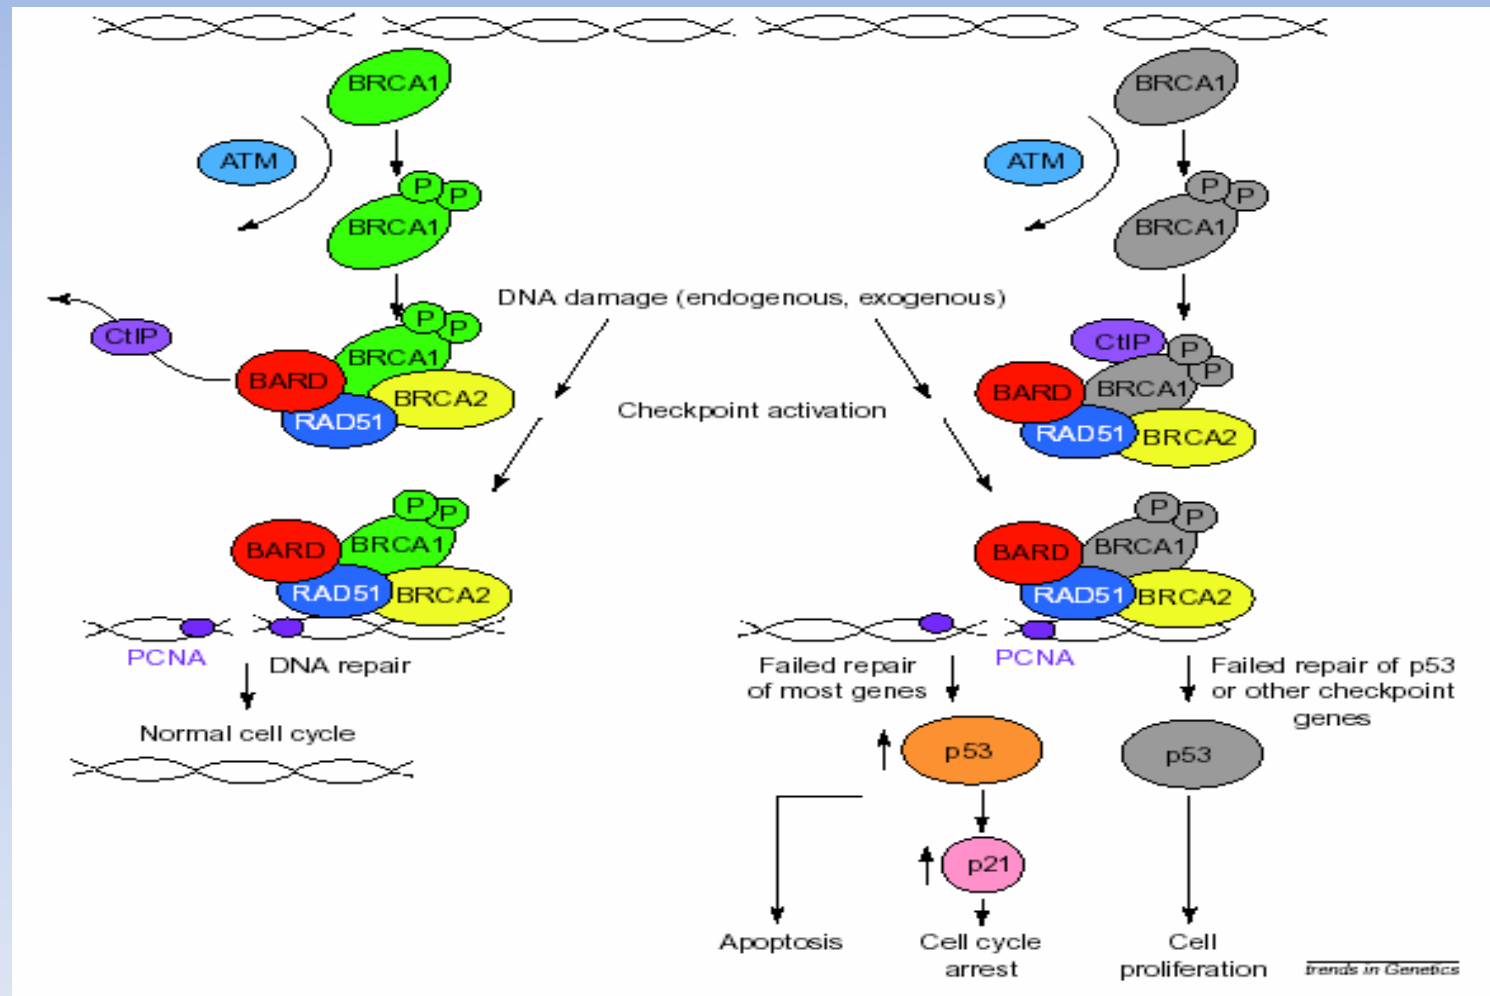 BRCA1
BRCA1
ATM
ATM
P
P
P
P
BRCA1
BRCA1
DNA damage (endogenous, exogenous)
P
P
CtIP
CtIP
P
P
BRCA1
BARD
BRCA2
RAD51
BRCA1
BARD
RAD51
BRCA2
Checkpoint activation
P
P
P
P
BARD
BRCA1
BARD
BRCA1
RAD51
BRCA2
RAD51
BRCA2
PCNA
DNA repair
Failed repair
of most genes
PCNA
Failed repair of p53
or other checkpoint
genes
Normal cell cycle
p53
p53
p21
Apoptosis
Cell cycle
arrest
Cell
proliferation
trends in Genetics